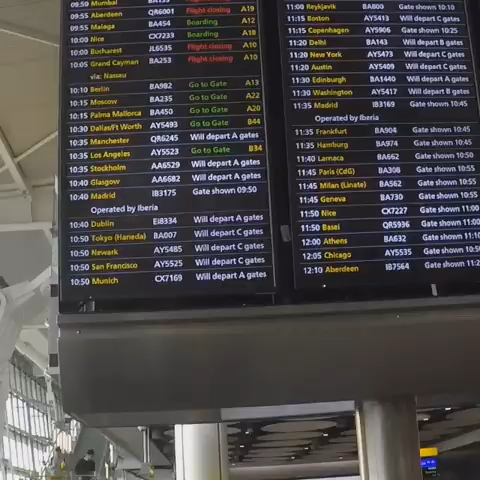 09:50 Mumbai
09:55 Aberdeen QR6001 Flight closing A19
09:55 Malaga BA454 Boarding A12
10:00 Nice CX7233 Boarding A18
10:00 Bucharest JL6535 Flight closing A10
10:05 Grand Cayman BA253 Flight closing A10
via: Nassau
10:10 Berlin BA982 Go to Gate A13
10:15 Moscow BA235 Go to Gate A22
10:15 Palma Mallorca BA450 Go to Gate A20
10:30 Dallas/Ft Worth AY5493 Go to Gate B44
10:35 Manchester QR6245 Will depart A gates
10:35 Los Angeles AY5523 Go to Gate B34
10:35 Stockholm AA6529 Will depart A gates
10:40 Glasgow AA6682 Will depart A gates
10:40 Madrid IB3175 Gate shown 09:50
Operated by Iberia
10:40 Dublin EI8334 Will depart A gates
10:50 Tokyo (Haneda) BA007 Will depart C gates
10:50 Newark AY5485 Will depart C gates
10:50 San Francisco AY5525 Will depart C gates
10:50 Munich CX7169 Will depart A gates
11:00 Reykjavik BA800 Gate shown 10:10
11:15 Boston AY5413 Will depart C gates
11:15 Copenhagen AY5906 Gate shown 10:25
11:20 Delhi BA143 Will depart B gates
11:20 New York AY5473 Will depart C gates
11:20 Austin AY5409 Will depart C gates
11:30 Edinburgh BA1440 Will depart A gates
11:30 Washington AY5417 Will depart B gates
11:35 Madrid IB3169 Gate shown 10:45
Operated by Iberia
11:35 Frankfurt BA904 Gate shown 10:45
11:35 Hamburg BA974 Gate shown 10:45
11:40 Larnaca BA662 Gate shown 10:50
11:45 Paris (CdG) BA308 Gate shown 10:55
11:45 Milan (Linate) BA562 Gate shown 10:55
11:45 Geneva BA730 Gate shown 10:55
11:50 Nice CX7227 Gate shown 11:00
11:50 Basel QR5936 Gate shown 11:00
12:00 Athens BA632 Gate shown 11:10
12:05 Chicago AY5535 Gate shown
12:10 Aberdeen IB7564 Gate shown